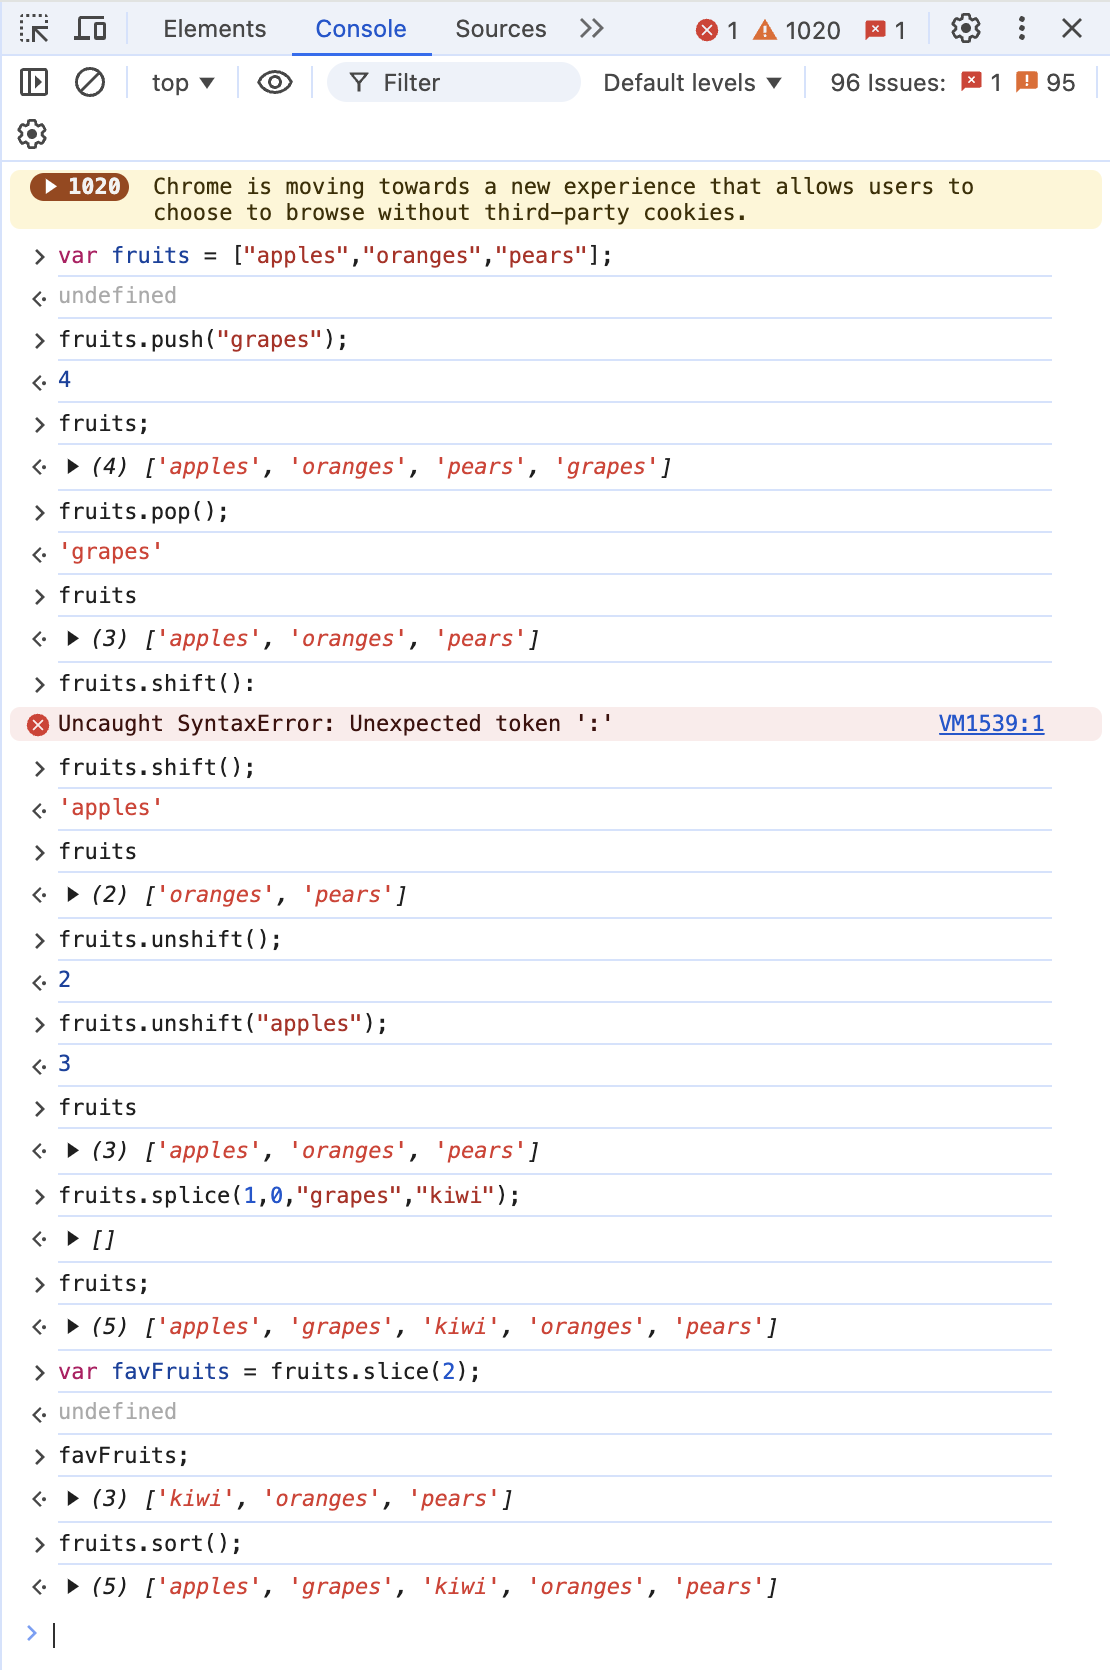 Elements Console Sources 1 1020 1
top Filter Default levels 96 Issues: 1 95
1020 Chrome is moving towards a new experience that allows users to
choose to browse without third-party cookies.
> var fruits = ["apples","oranges","pears"];
undefined
> fruits.push("grapes");
4
> fruits;
(4) ['apples', 'oranges', 'pears', 'grapes']
> fruits.pop();
'grapes'
> fruits
(3) ['apples', 'oranges', 'pears']
> fruits.shift():
Uncaught SyntaxError: Unexpected token ':' VM1539:1
> fruits.shift();
'apples'
> fruits
(2) ['oranges', 'pears']
> fruits.unshift();
2
> fruits.unshift("apples");
3
> fruits
(3) ['apples', 'oranges', 'pears']
> fruits.splice(1,0,"grapes","kiwi");
[]
> fruits;
(5) ['apples', 'grapes', 'kiwi', 'oranges', 'pears']
> var favFruits = fruits.slice(2);
undefined
> favFruits;
(3) ['kiwi', 'oranges', 'pears']
> fruits.sort();
(5) ['apples', 'grapes', 'kiwi', 'oranges', 'pears']
>